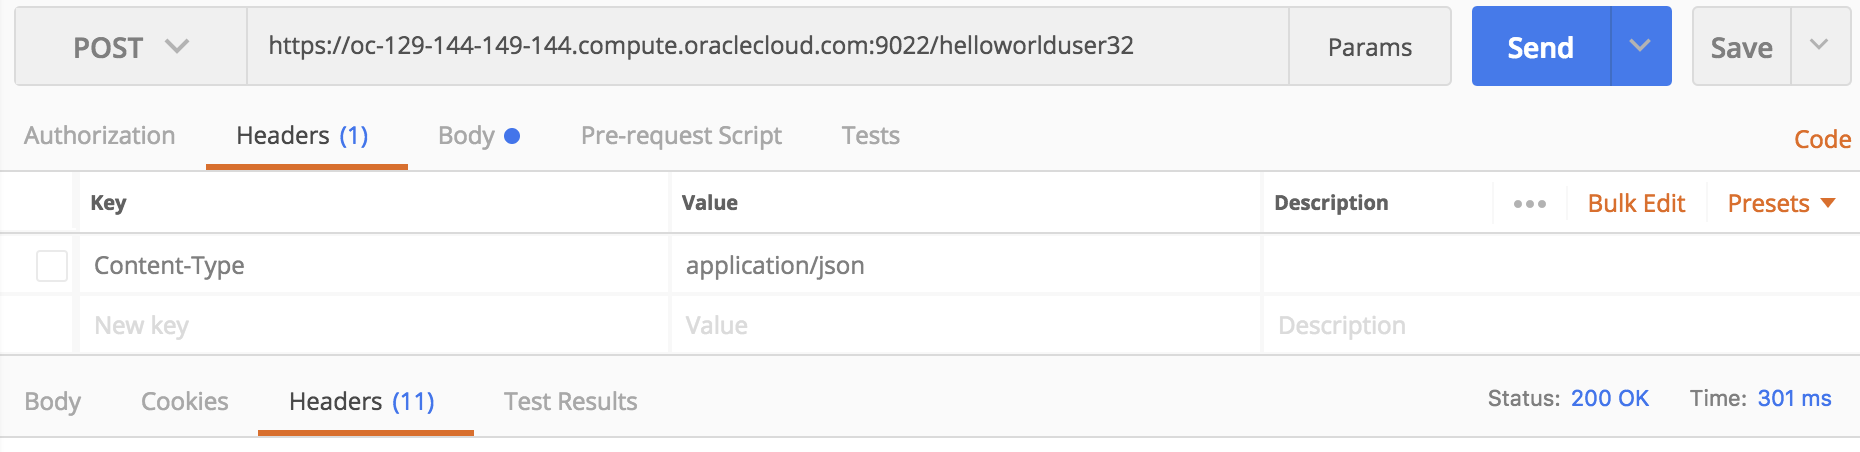 POST https://oc-129-144-149-144.compute.oraclecloud.com:9022/helloworlduser32 Params Send Save
Authorization Headers (1) Body Pre-request Script Tests Code
Key Value Description ••• Bulk Edit Presets
Content-Type application/json
New key Value Description
Body Cookies Headers (11) Test Results Status: 200 OK Time: 301 ms